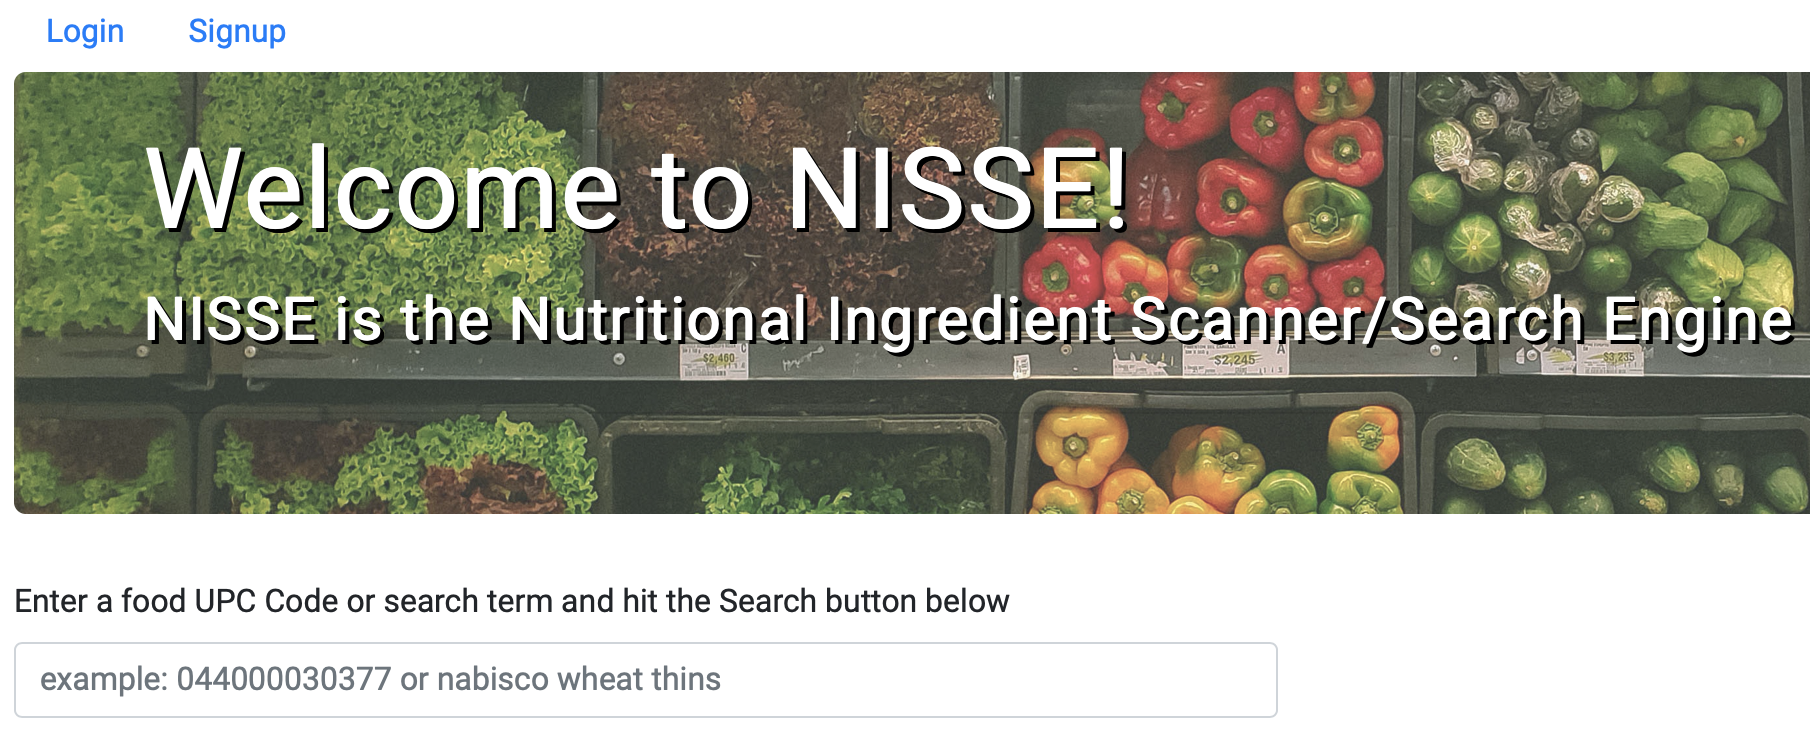 Login Signup
Welcome to NISSE!
NISSE is the Nutritional Ingredient Scanner/Search Engine
$2,460
$2,245
$3,235
Enter a food UPC Code or search term and hit the Search button below
example: 044000030377 or nabisco wheat thins